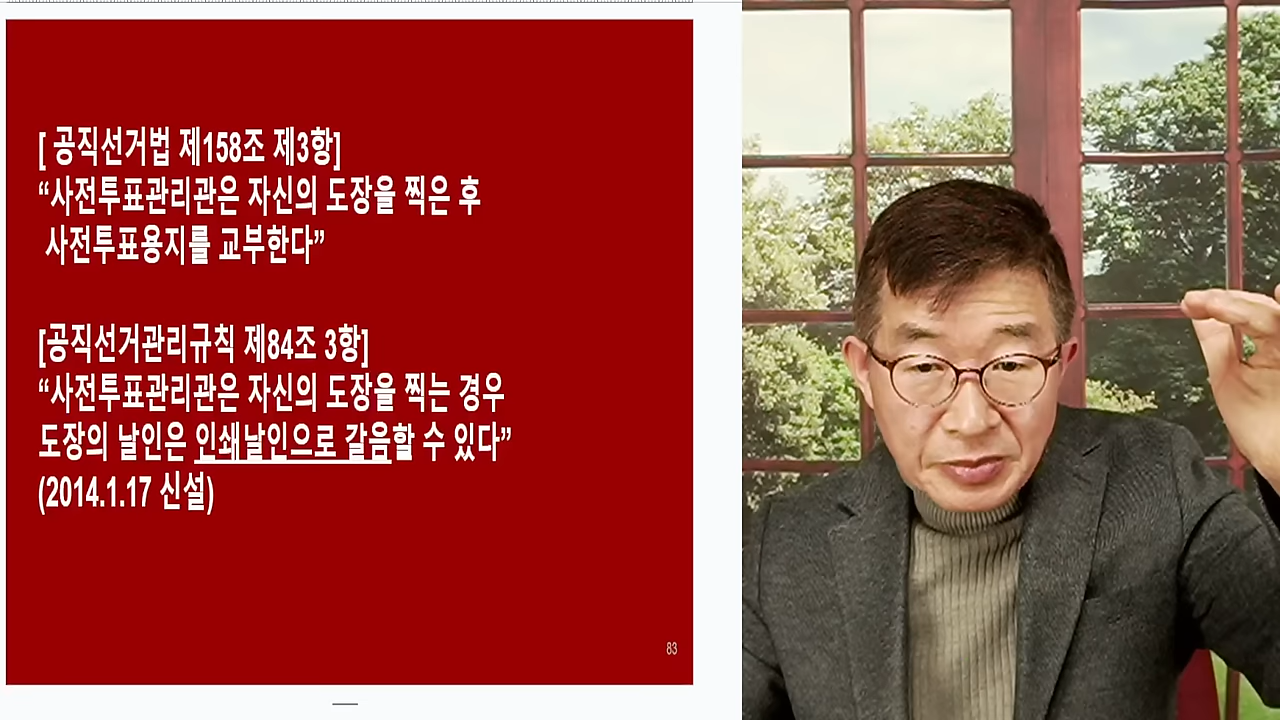 [ 공직선거법 제158조 제3항]
“사전투표관리관은 자신의 도장을 찍은 후
사전투표용지를 교부한다”
[공직선거관리규칙 제84조 3항]
“사전투표관리관은 자신의 도장을 찍는 경우
도장의 날인은 인쇄날인으로 갈음할 수 있다”
(2014.1.17 신설)
83